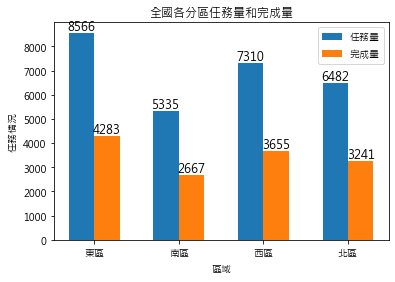 全國各分區任務量和完成量
任務量
完成量
8566
4283
5335
2667
7310
3655
6482
3241
8000
7000
6000
5000
4000
3000
2000
1000
0
任務情況
東區
南區
西區
北區
區域